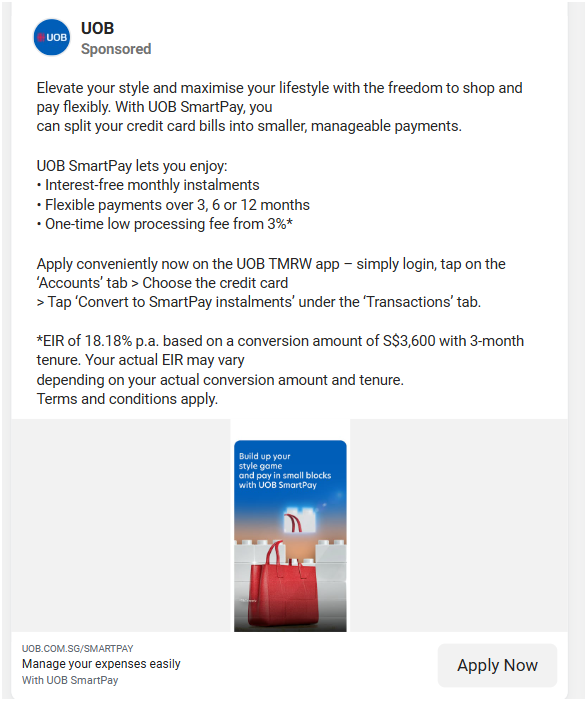 UOB
UOB
Sponsored
Elevate your style and maximise your lifestyle with the freedom to shop and
pay flexibly. With UOB SmartPay, you
can split your credit card bills into smaller, manageable payments.
UOB SmartPay lets you enjoy:
• Interest-free monthly instalments
• Flexible payments over 3, 6 or 12 months
• One-time low processing fee from 3%*
Apply conveniently now on the UOB TMRW app – simply login, tap on the
‘Accounts’ tab > Choose the credit card
> Tap ‘Convert to SmartPay instalments’ under the ‘Transactions’ tab.
*EIR of 18.18% p.a. based on a conversion amount of S$3,600 with 3-month
tenure. Your actual EIR may vary
depending on your actual conversion amount and tenure.
Terms and conditions apply.
Build up your
style game
and pay in small blocks
with UOB SmartPay
UOB.COM.SG/SMARTPAY
Manage your expenses easily
With UOB SmartPay
Apply Now